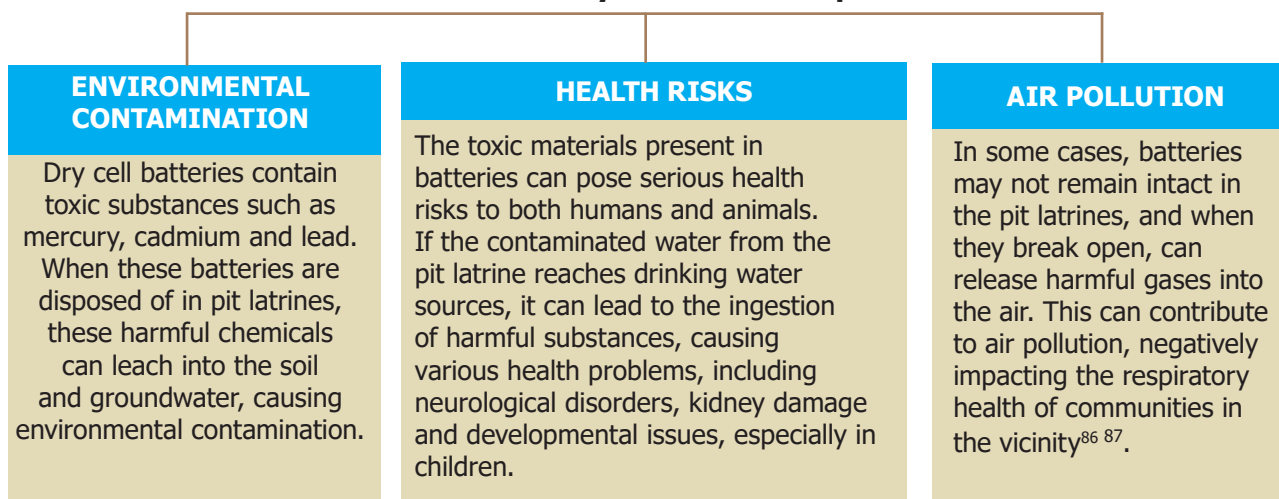 ENVIRONMENTAL
CONTAMINATION
Dry cell batteries contain
toxic substances such as
mercury, cadmium and lead.
When these batteries are
disposed of in pit latrines,
these harmful chemicals
can leach into the soil
and groundwater, causing
environmental contamination.
HEALTH RISKS
The toxic materials present in
batteries can pose serious health
risks to both humans and animals.
If the contaminated water from the
pit latrine reaches drinking water
sources, it can lead to the ingestion
of harmful substances, causing
various health problems, including
neurological disorders, kidney damage
and developmental issues, especially in
children.
AIR POLLUTION
In some cases, batteries
may not remain intact in
the pit latrines, and when
they break open, can
release harmful gases into
the air. This can contribute
to air pollution, negatively
impacting the respiratory
health of communities in
the vicinity⁸⁶ ⁸⁷.